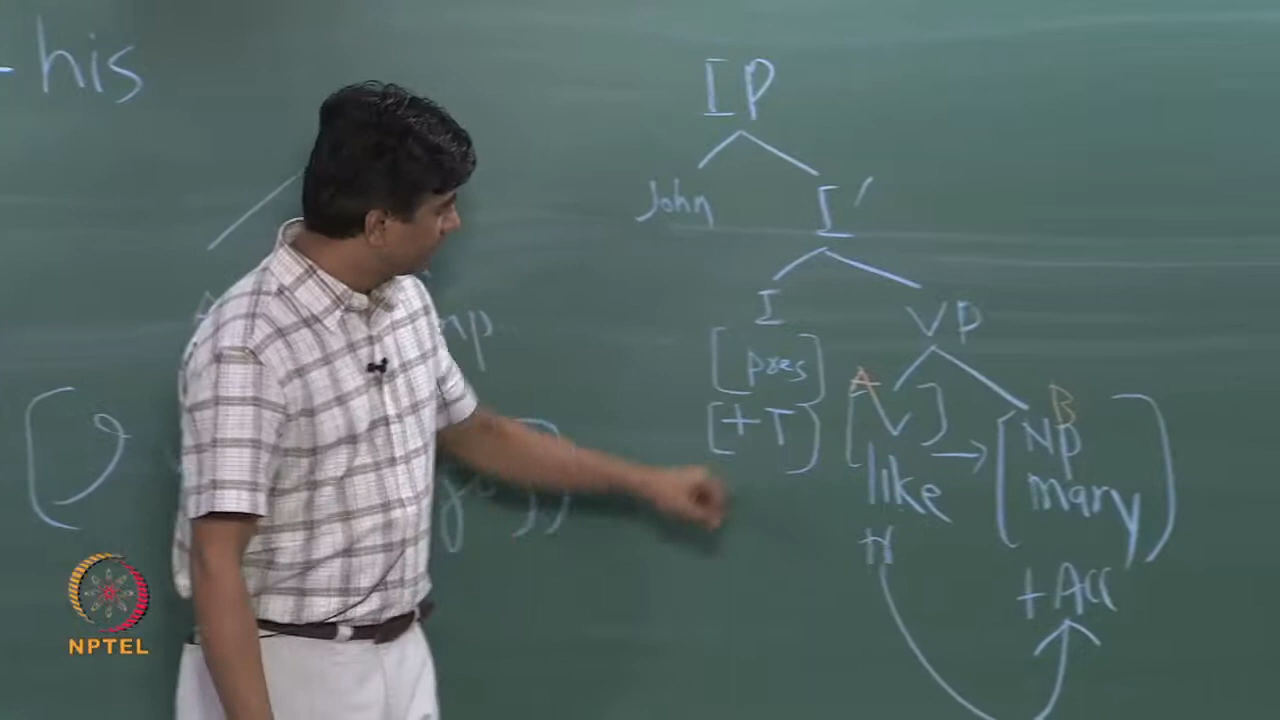 his
IP
John I′
I VP
[pres] A B
[+T] [V] → [NP
like mary]
+Acc
NPTEL